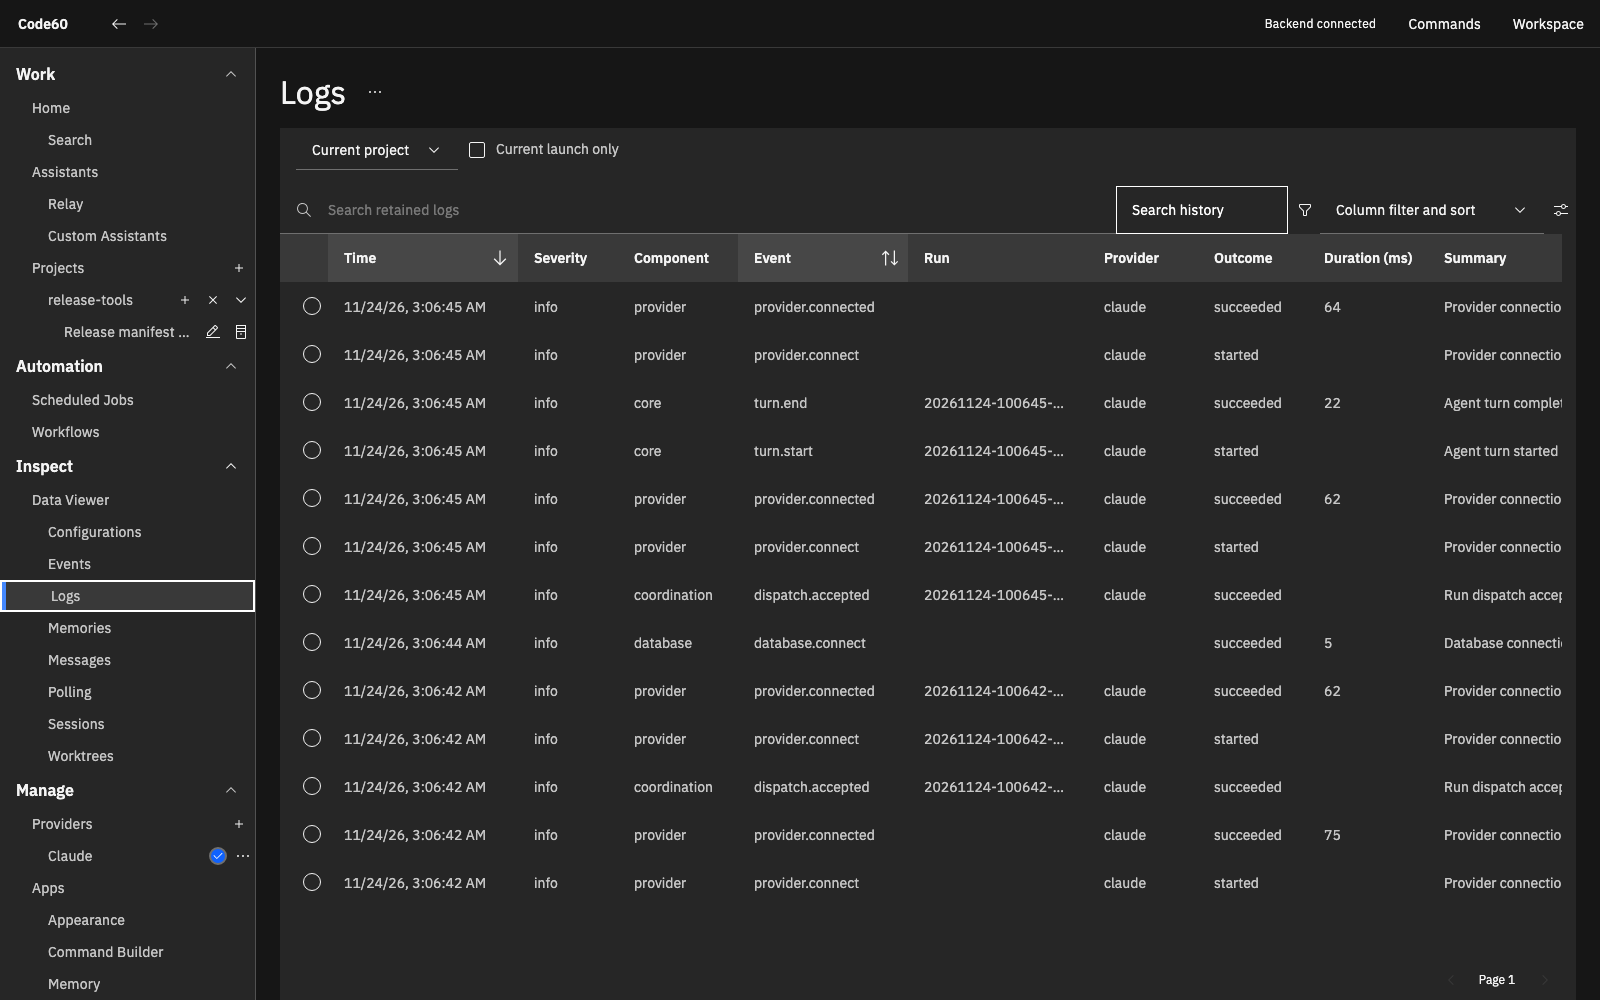 Code60
Backend connected
Commands
Workspace
Work
Home
Search
Assistants
Relay
Custom Assistants
Projects
release-tools
Release manifest ...
Automation
Scheduled Jobs
Workflows
Inspect
Data Viewer
Configurations
Events
Logs
Memories
Messages
Polling
Sessions
Worktrees
Manage
Providers
Claude
Apps
Appearance
Command Builder
Memory
Logs
Current project
Current launch only
Search retained logs
Search history
Column filter and sort
Time Severity Component Event Run Provider Outcome Duration (ms) Summary
11/24/26, 3:06:45 AM info provider provider.connected claude succeeded 64 Provider connectio
11/24/26, 3:06:45 AM info provider provider.connect claude started Provider connectio
11/24/26, 3:06:45 AM info core turn.end 20261124-100645-... claude succeeded 22 Agent turn complet
11/24/26, 3:06:45 AM info core turn.start 20261124-100645-... claude started Agent turn started
11/24/26, 3:06:45 AM info provider provider.connected 20261124-100645-... claude succeeded 62 Provider connectio
11/24/26, 3:06:45 AM info provider provider.connect 20261124-100645-... claude started Provider connectio
11/24/26, 3:06:45 AM info coordination dispatch.accepted 20261124-100645-... claude succeeded Run dispatch accep
11/24/26, 3:06:44 AM info database database.connect succeeded 5 Database connecti
11/24/26, 3:06:42 AM info provider provider.connected 20261124-100642-... claude succeeded 62 Provider connectio
11/24/26, 3:06:42 AM info provider provider.connect 20261124-100642-... claude started Provider connectio
11/24/26, 3:06:42 AM info coordination dispatch.accepted 20261124-100642-... claude succeeded Run dispatch accep
11/24/26, 3:06:42 AM info provider provider.connected claude succeeded 75 Provider connectio
11/24/26, 3:06:42 AM info provider provider.connect claude started Provider connectio
Page 1